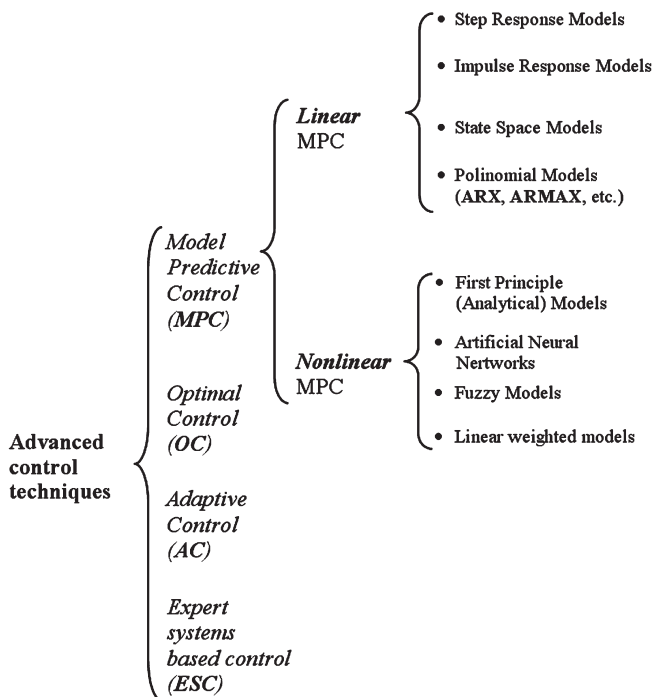 Advanced
control
techniques
Model
Predictive
Control
(MPC)
Optimal
Control
(OC)
Adaptive
Control
(AC)
Expert
systems
based control
(ESC)
Linear
MPC
Nonlinear
MPC
• Step Response Models
• Impulse Response Models
• State Space Models
• Polinomial Models
(ARX, ARMAX, etc.)
• First Principle
(Analytical) Models
• Artificial Neural
Nertworks
• Fuzzy Models
• Linear weighted models